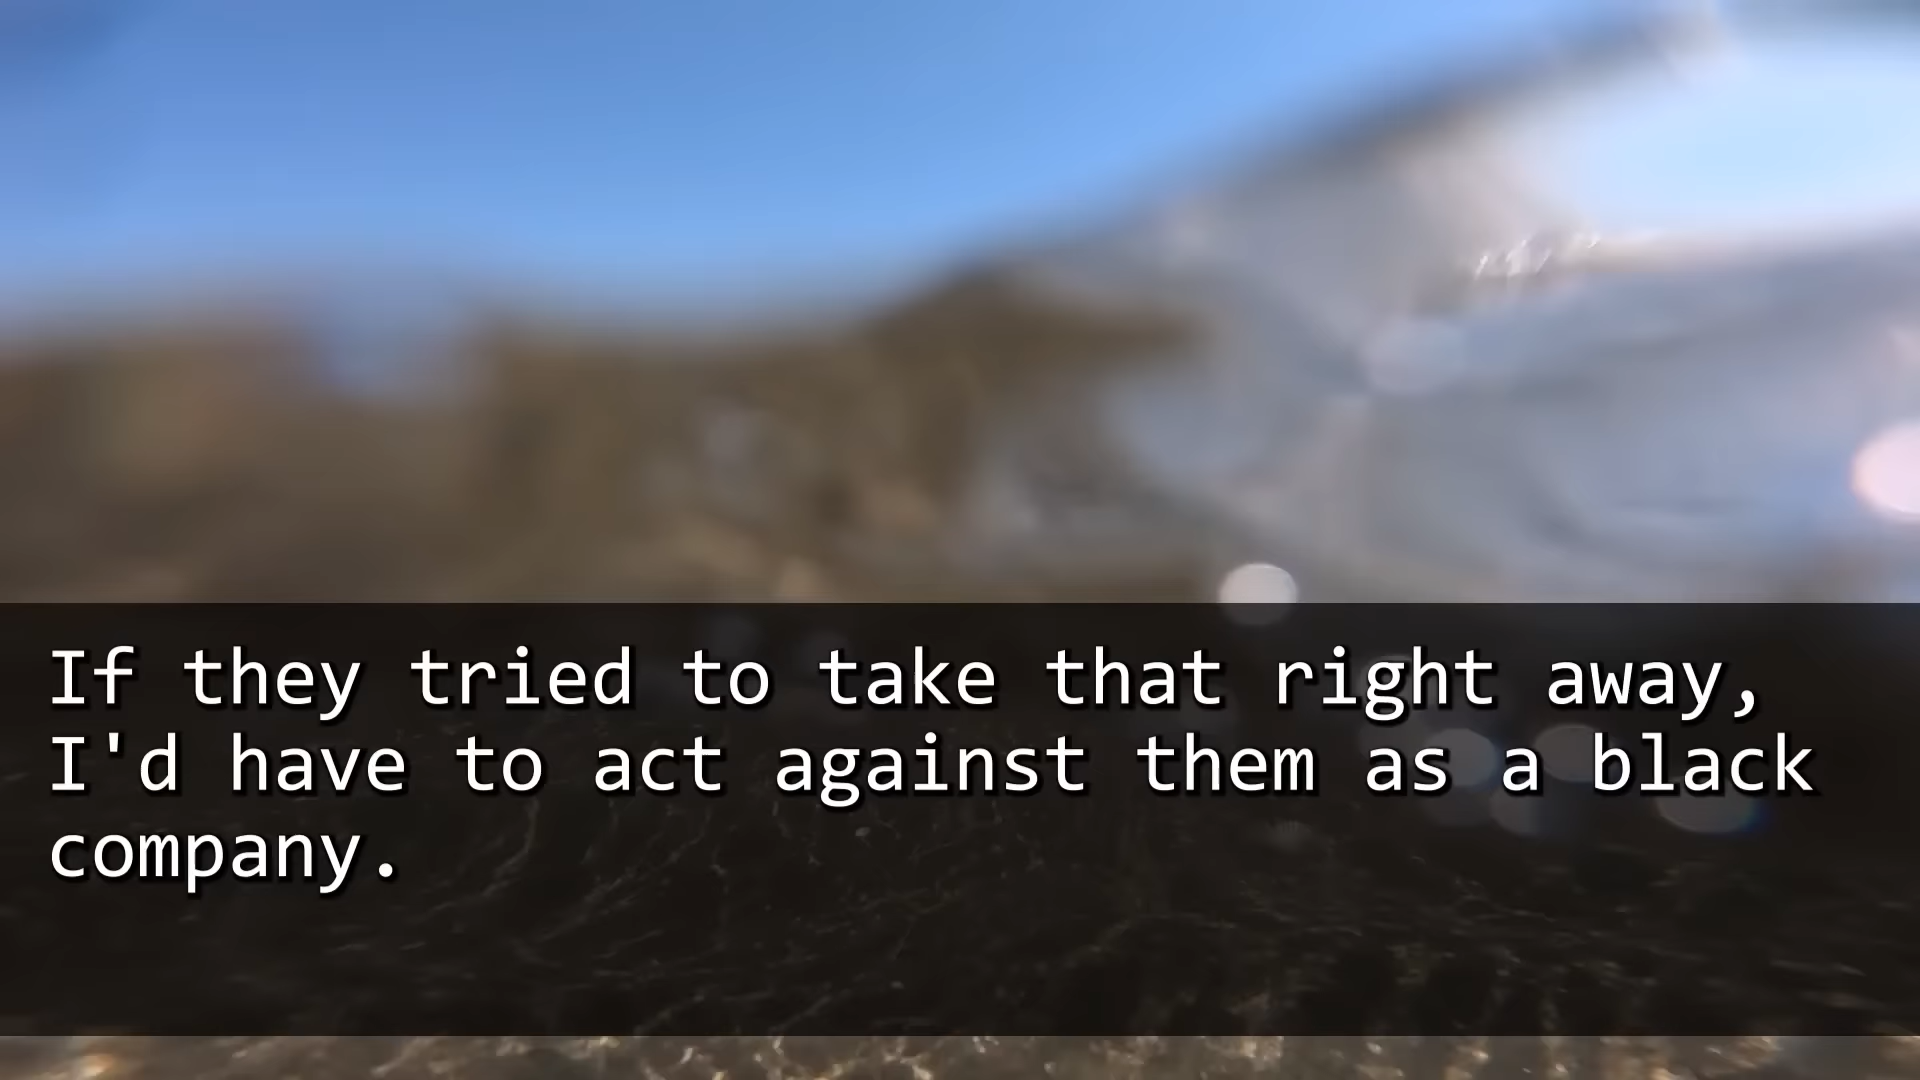 If they tried to take that right away,
I'd have to act against them as a black
company.